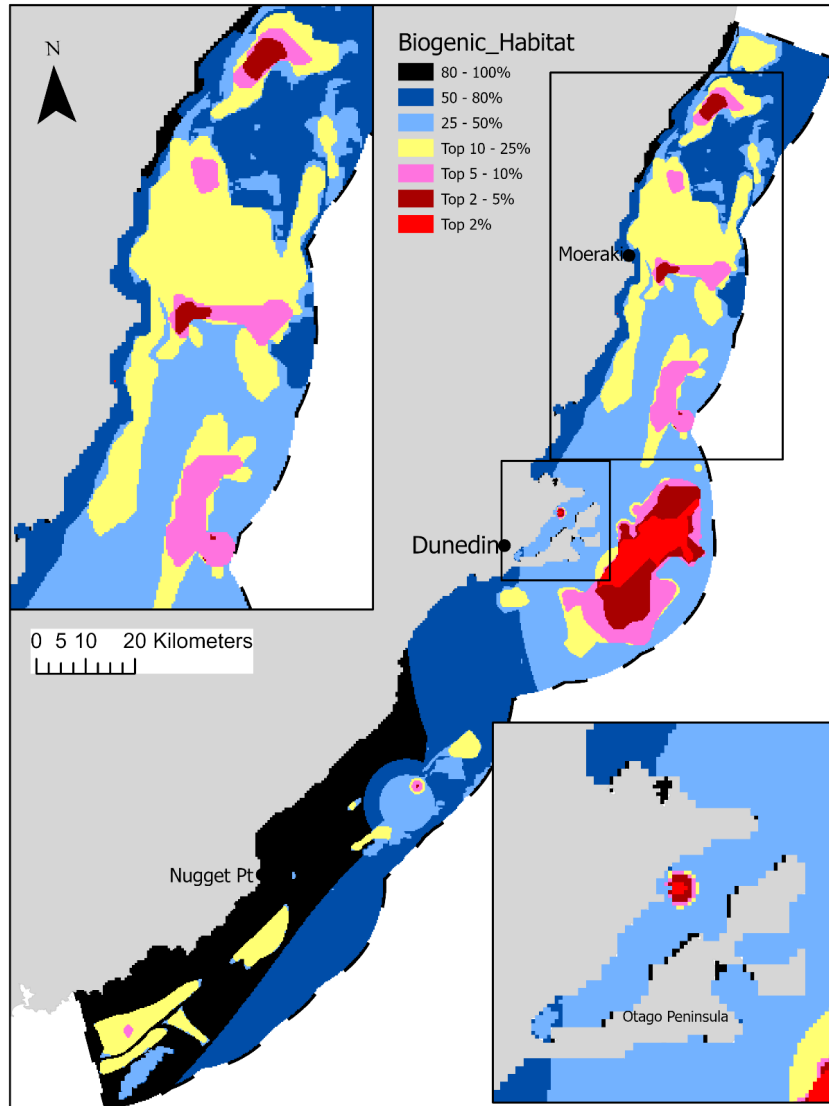 N
Biogenic_Habitat
80 - 100%
50 - 80%
25 - 50%
Top 10 - 25%
Top 5 - 10%
Top 2 - 5%
Top 2%
Moeraki
Dunedin
0 5 10 20 Kilometers
Nugget Pt
Otago Peninsula